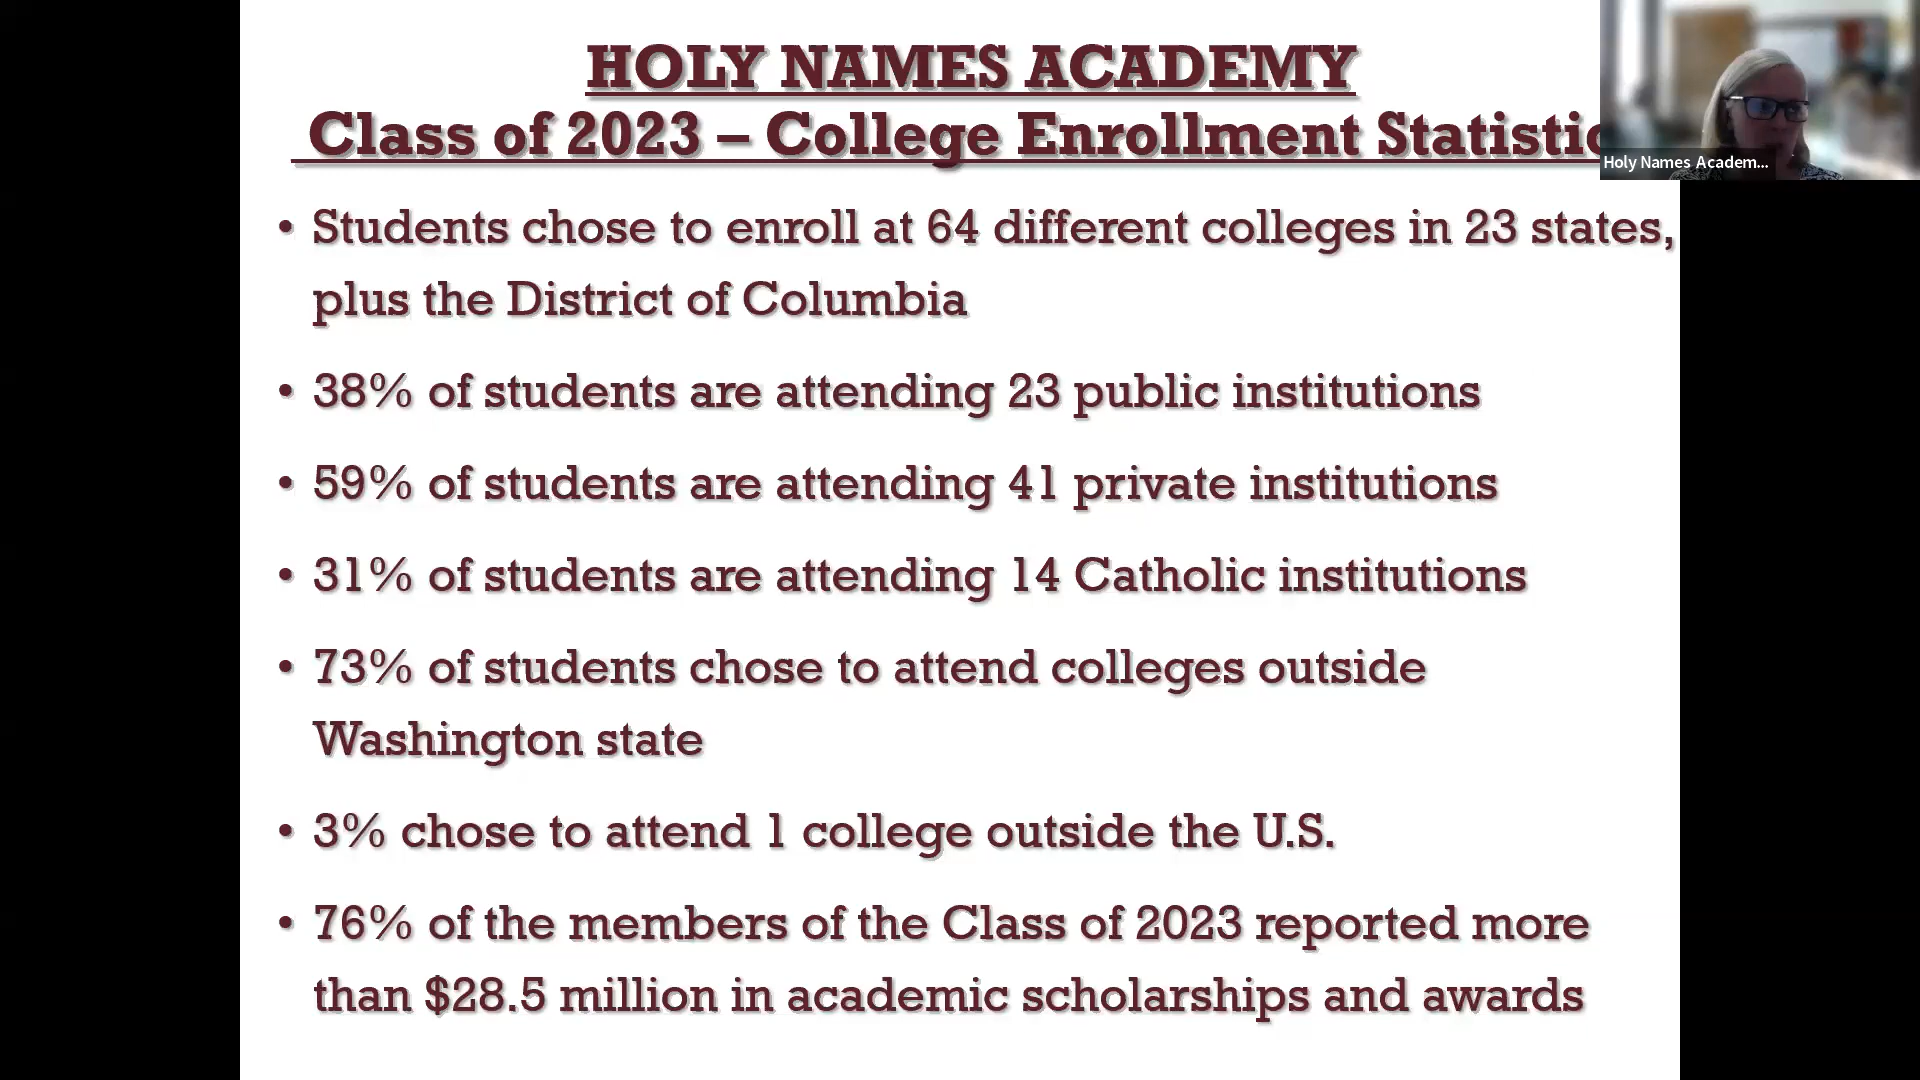 HOLY NAMES ACADEMY
Class of 2023 – College Enrollment Statistic
Holy Names Academ...
• Students chose to enroll at 64 different colleges in 23 states,
plus the District of Columbia
• 38% of students are attending 23 public institutions
• 59% of students are attending 41 private institutions
• 31% of students are attending 14 Catholic institutions
• 73% of students chose to attend colleges outside
Washington state
• 3% chose to attend 1 college outside the U.S.
• 76% of the members of the Class of 2023 reported more
than $28.5 million in academic scholarships and awards